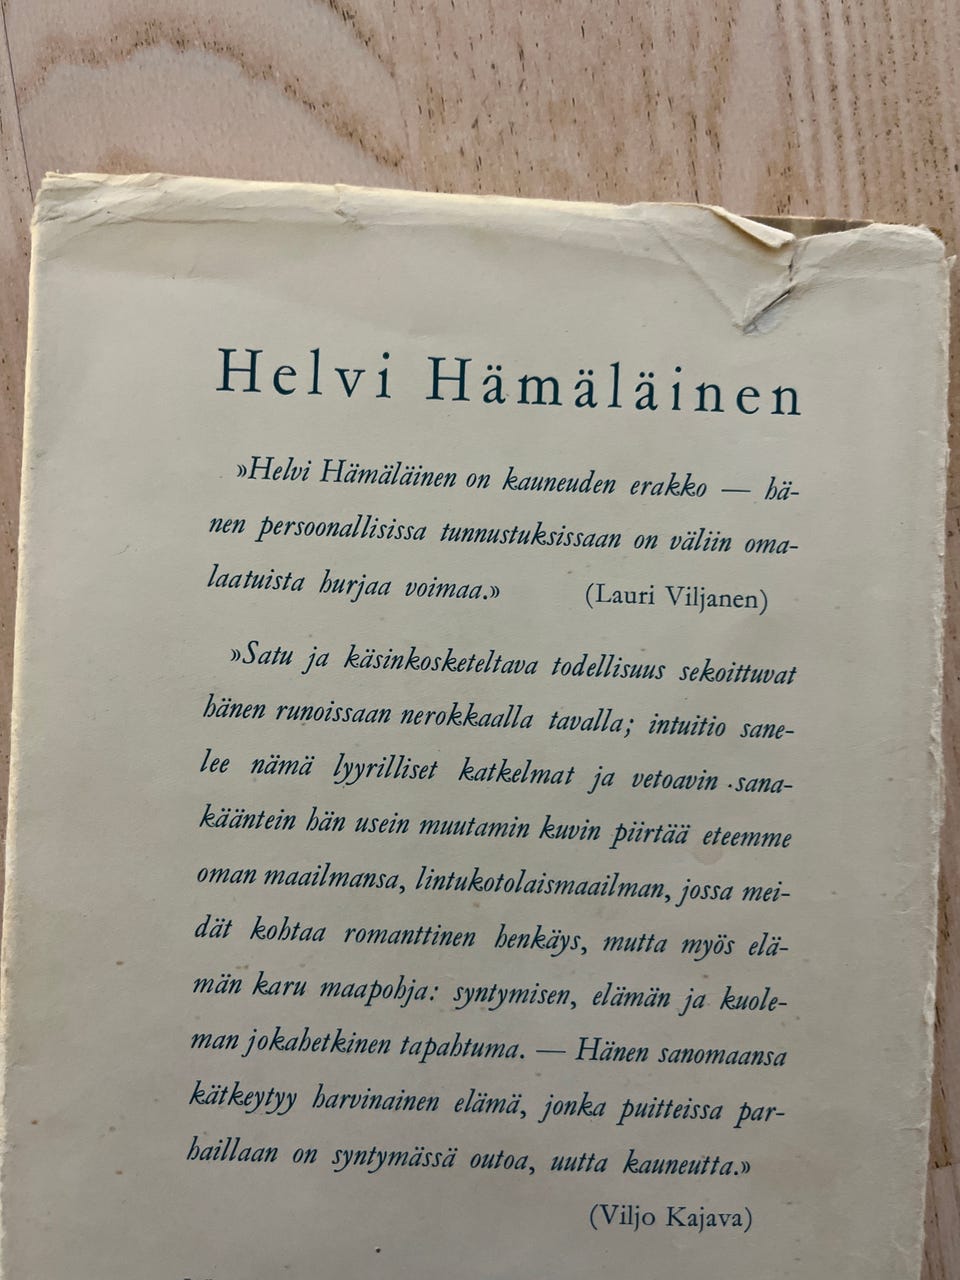 Helvi Hämäläinen
»Helvi Hämäläinen on kauneuden erakko — hä-
nen persoonallisissa tunnustuksissaan on väliin oma-
laatuista hurjaa voimaa.» (Lauri Viljanen)
»Satu ja käsinkosketeltava todellisuus sekoittuvat
hänen runoissaan nerokkaalla tavalla; intuitio sane-
lee nämä lyyrilliset katkelmat ja vetoavin sana-
kääntein hän usein muutamin kuvin piirtää eteemme
oman maailmansa, lintukotolaismaailman, jossa mei-
dät kohtaa romanttinen henkäys, mutta myös elä-
män karu maapohja: syntymisen, elämän ja kuole-
man jokahetkinen tapahtuma. — Hänen sanomaansa
kätkeytyy harvinainen elämä, jonka puitteissa par-
haillaan on syntymässä outoa, uutta kauneutta.»
(Viljo Kajava)